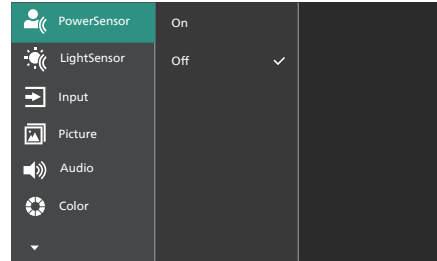 PowerSensor
On
LightSensor
Off
Input
Picture
Audio
Color